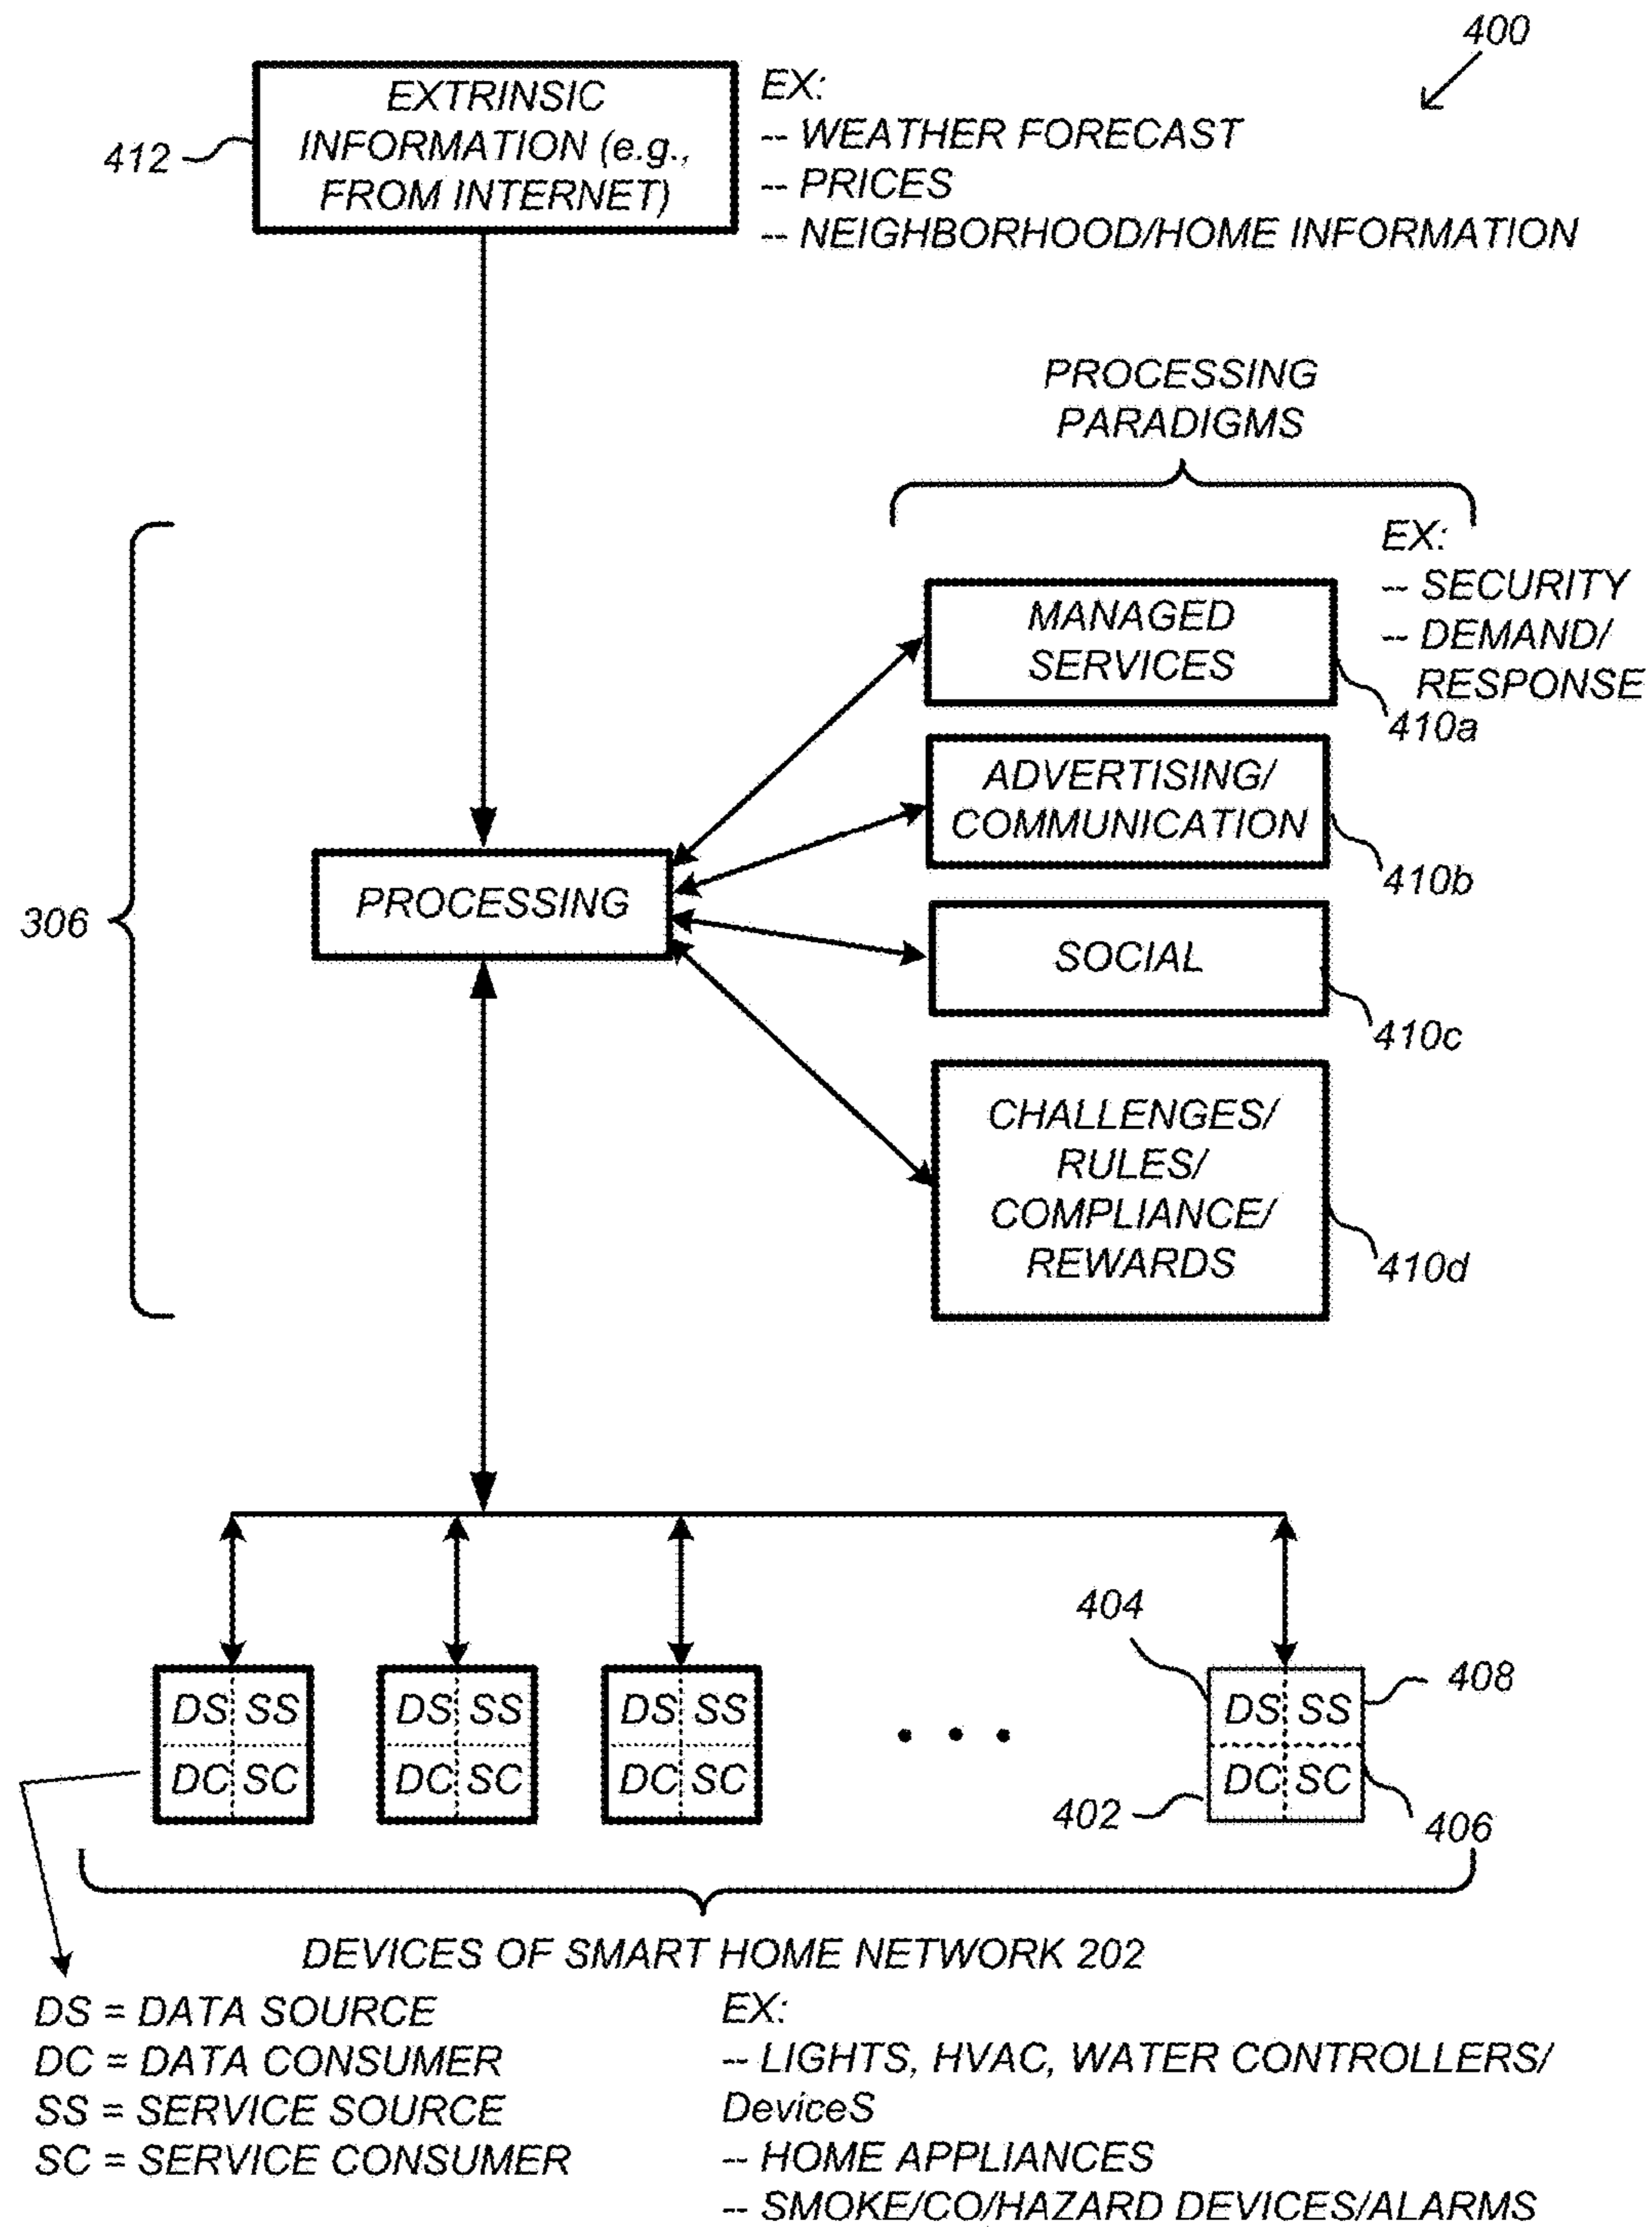 400
EXTRINSIC
INFORMATION (e.g.,
FROM INTERNET)
412
EX:
-- WEATHER FORECAST
-- PRICES
-- NEIGHBORHOOD/HOME INFORMATION
PROCESSING
PARADIGMS
EX:
-- SECURITY
-- DEMAND/
RESPONSE
MANAGED
SERVICES
410a
ADVERTISING/
COMMUNICATION
410b
PROCESSING
306
SOCIAL
410c
CHALLENGES/
RULES/
COMPLIANCE/
REWARDS
410d
404
408
DS SS
DC SC
DS SS
DC SC
DS SS
DC SC
. . .
DS SS
DC SC
402
406
DEVICES OF SMART HOME NETWORK 202
DS = DATA SOURCE
DC = DATA CONSUMER
SS = SERVICE SOURCE
SC = SERVICE CONSUMER
EX:
-- LIGHTS, HVAC, WATER CONTROLLERS/
DeviceS
-- HOME APPLIANCES
-- SMOKE/CO/HAZARD DEVICES/ALARMS